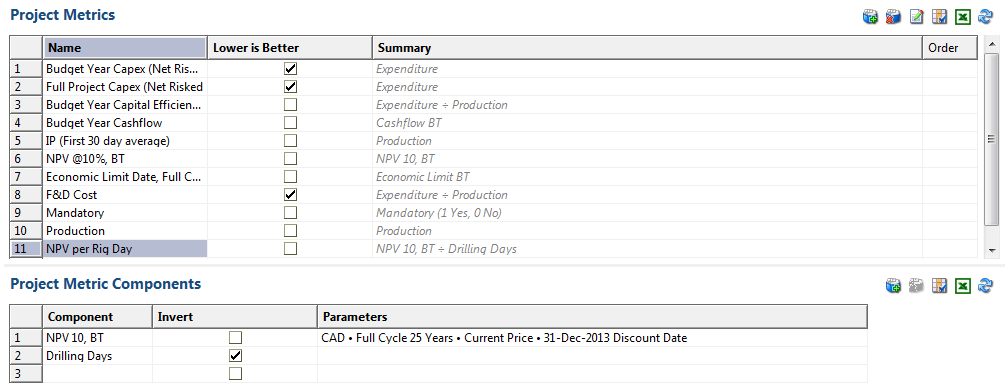 Project Metrics
Name Lower is Better Summary Order
1 Budget Year Capex (Net Ris... Expenditure
2 Full Project Capex (Net Risked Expenditure
3 Budget Year Capital Efficien... Expenditure ÷ Production
4 Budget Year Cashflow Cashflow BT
5 IP (First 30 day average) Production
6 NPV @10%, BT NPV 10, BT
7 Economic Limit Date, Full C... Economic Limit BT
8 F&D Cost Expenditure ÷ Production
9 Mandatory Mandatory (1 Yes, 0 No)
10 Production Production
11 NPV per Rig Day NPV 10, BT ÷ Drilling Days
Project Metric Components
Component Invert Parameters
1 NPV 10, BT CAD • Full Cycle 25 Years • Current Price • 31-Dec-2013 Discount Date
2 Drilling Days
3